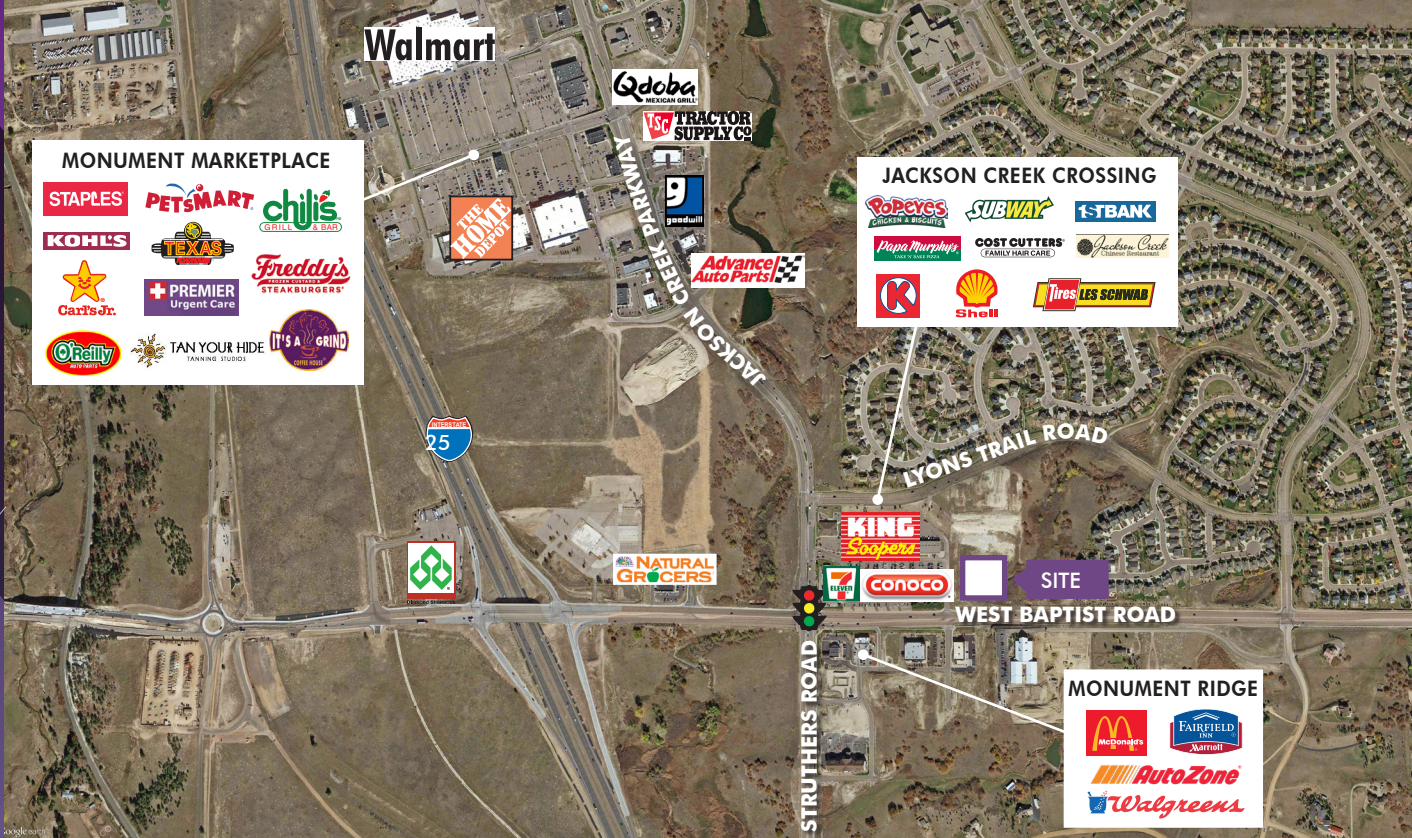 Walmart
Qdoba
MEXICAN GRILL
TSC TRACTOR
SUPPLY CO
MONUMENT MARKETPLACE
STAPLES
PETSMART
chili's
GRILL & BAR
KOHL'S
TEXAS
Freddy's
FROZEN CUSTARD &
STEAKBURGERS
Carl's Jr.
PREMIER
Urgent Care
O'Reilly
AUTO PARTS
TAN YOUR HIDE
TANNING STUDIOS
IT'S A GRIND
COFFEE HOUSE
THE
HOME
DEPOT
goodwill
Advance
Auto Parts
JACKSON CREEK PARKWAY
JACKSON CREEK CROSSING
POPEYES
CHICKEN & BISCUITS
SUBWAY
1STBANK
Papa Murphy's
TAKE 'N' BAKE PIZZA
COST CUTTERS
FAMILY HAIR CARE
Jackson Creek
Chinese Restaurant
K
Shell
Tires LES SCHWAB
INTERSTATE
25
LYONS TRAIL ROAD
KING
Soopers
NATURAL
GROCERS
7
ELEVEN
conoco
SITE
WEST BAPTIST ROAD
STRUTHERS ROAD
MONUMENT RIDGE
McDonald's
FAIRFIELD
INN
Marriott
AutoZone
Walgreens
Google earth